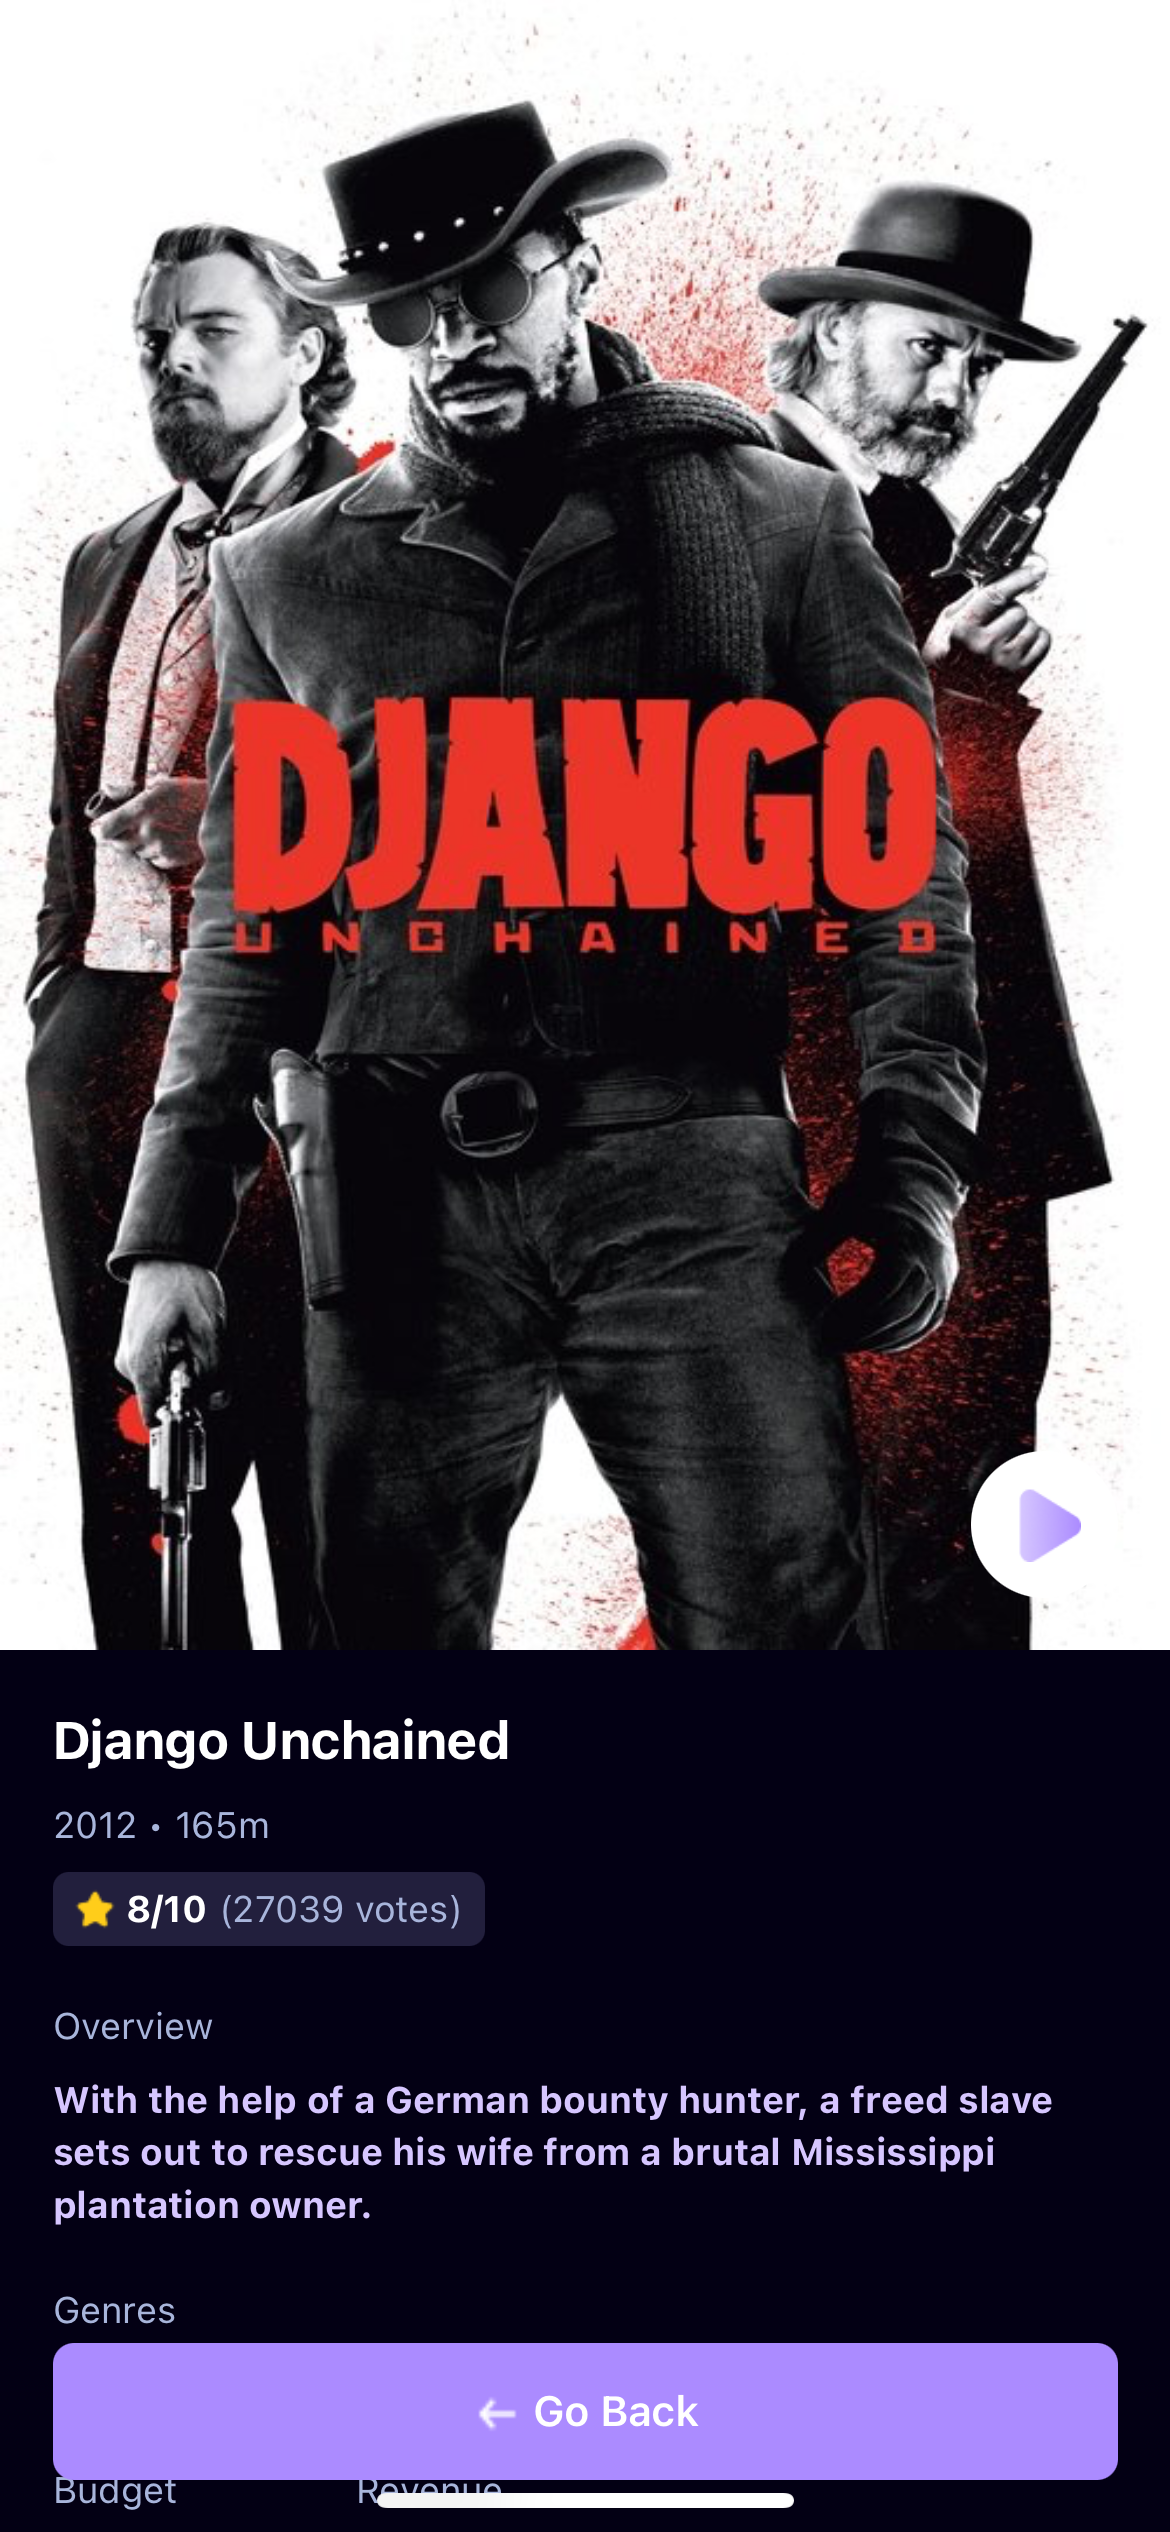 DJANGO
UNCHAINED
Django Unchained
2012 • 165m
8/10 (27039 votes)
Overview
With the help of a German bounty hunter, a freed slave
sets out to rescue his wife from a brutal Mississippi
plantation owner.
Genres
← Go Back
Budget Revenue